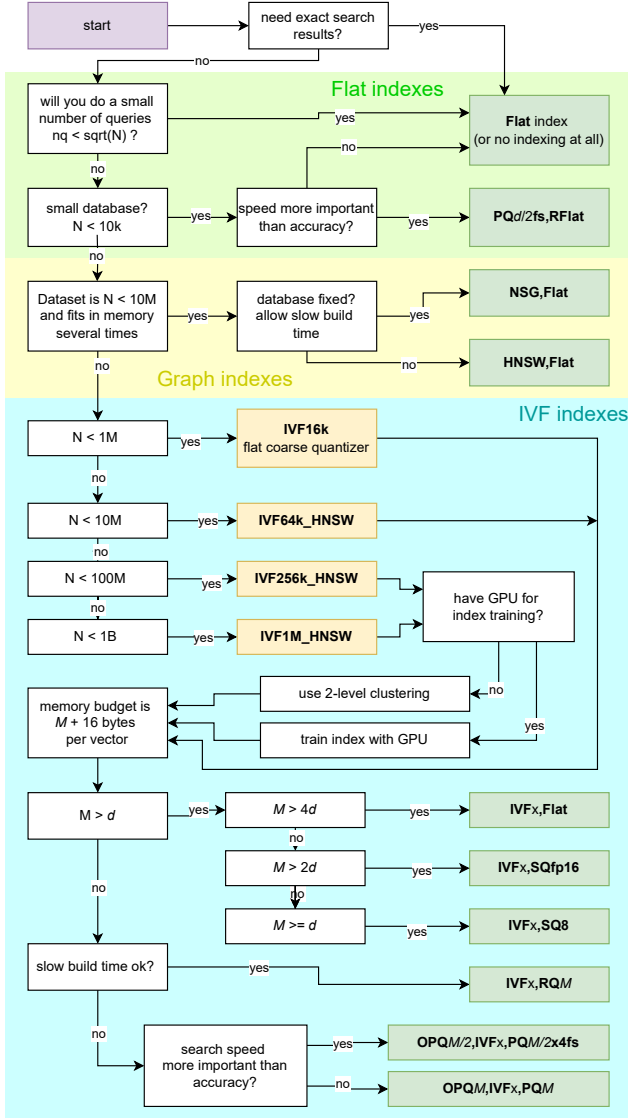 start
need exact search
results?
yes
no
Flat indexes
will you do a small
number of queries
nq < sqrt(N) ?
yes
Flat index
(or no indexing at all)
no
no
small database?
N < 10k
yes
speed more important
than accuracy?
yes
PQd/2fs,RFlat
no
Dataset is N < 10M
and fits in memory
several times
yes
database fixed?
allow slow build
time
yes
NSG,Flat
no
HNSW,Flat
no
Graph indexes
IVF indexes
N < 1M
yes
IVF16k
flat coarse quantizer
no
N < 10M
yes
IVF64k_HNSW
no
N < 100M
yes
IVF256k_HNSW
have GPU for
index training?
no
N < 1B
yes
IVF1M_HNSW
no
yes
use 2-level clustering
memory budget is
M + 16 bytes
per vector
train index with GPU
M > d
yes
M > 4d
yes
IVFx,Flat
no
M > 2d
yes
IVFx,SQfp16
no
no
M >= d
yes
IVFx,SQ8
slow build time ok?
yes
IVFx,RQM
no
search speed
more important than
accuracy?
yes
OPQM/2,IVFx,PQM/2x4fs
no
OPQM,IVFx,PQM